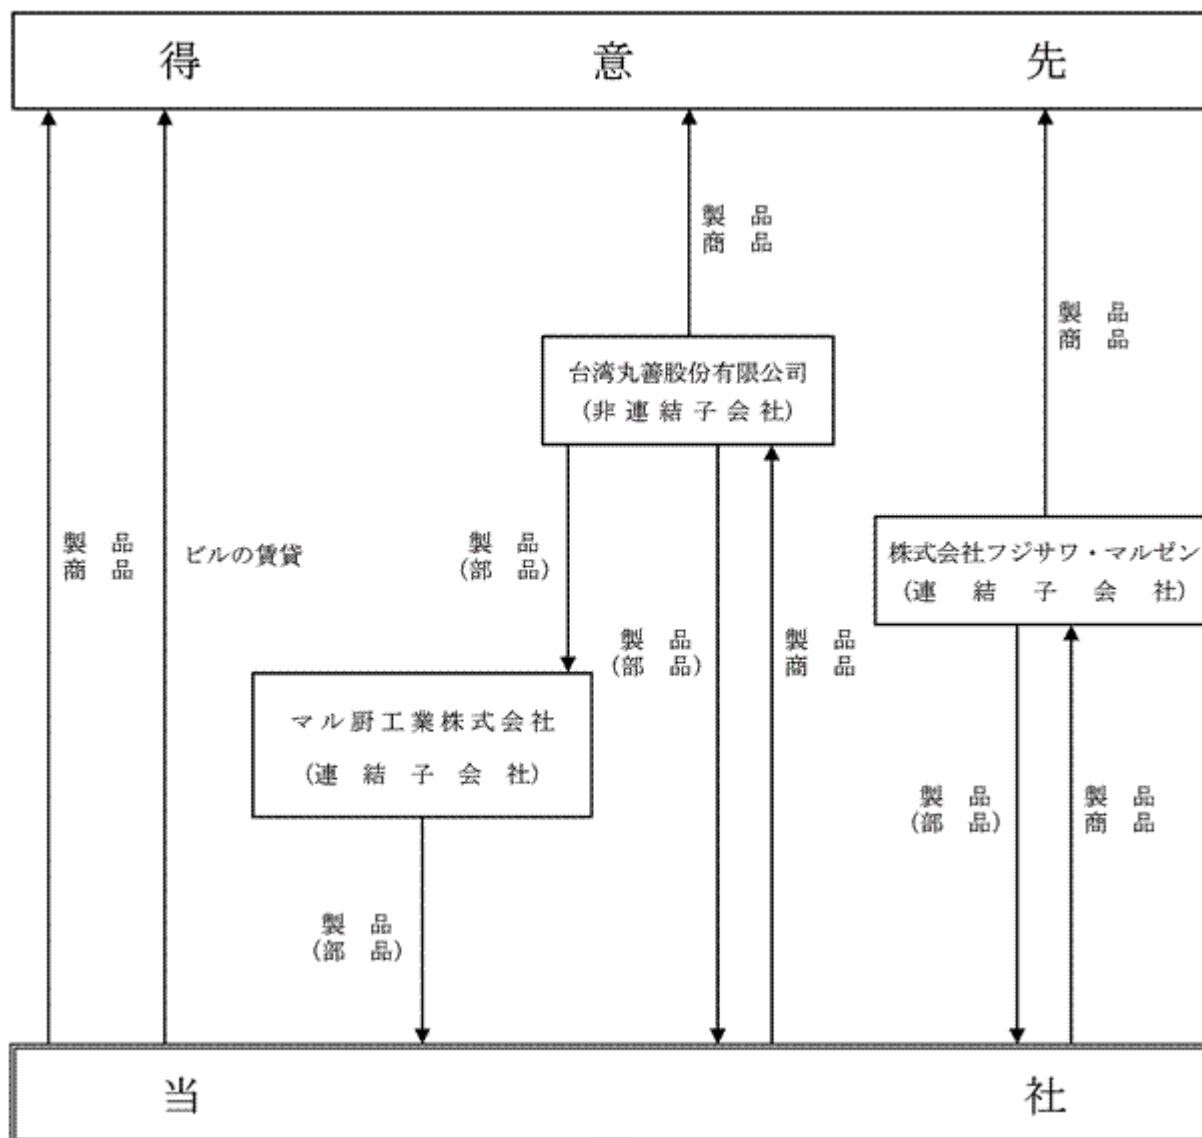 得意先
製品
商品
製品
商品
台湾丸善股份有限公司
(非連結子会社)
製品
商品
ビルの賃貸
製品
(部品)
株式会社フジサワ・マルゼン
(連結子会社)
製品
(部品)
製品
商品
マル厨工業株式会社
(連結子会社)
製品
(部品)
製品
商品
製品
(部品)
当社